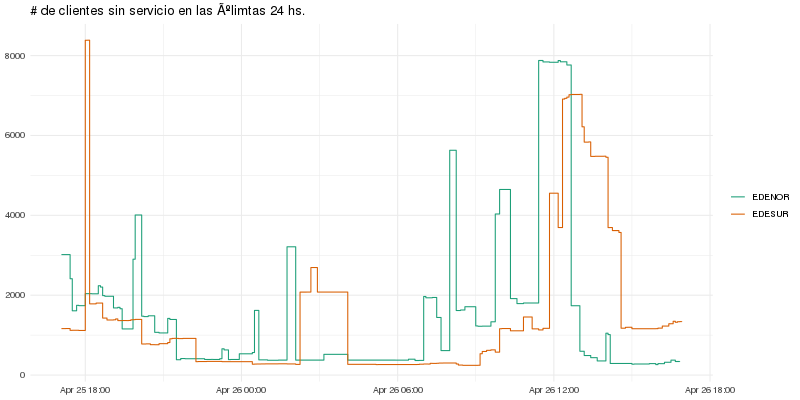 # de clientes sin servicio en las Ãºlimtas 24 hs.
8000
6000
4000
2000
0
Apr 25 18:00
Apr 26 00:00
Apr 26 06:00
Apr 26 12:00
Apr 26 18:00
EDENOR
EDESUR